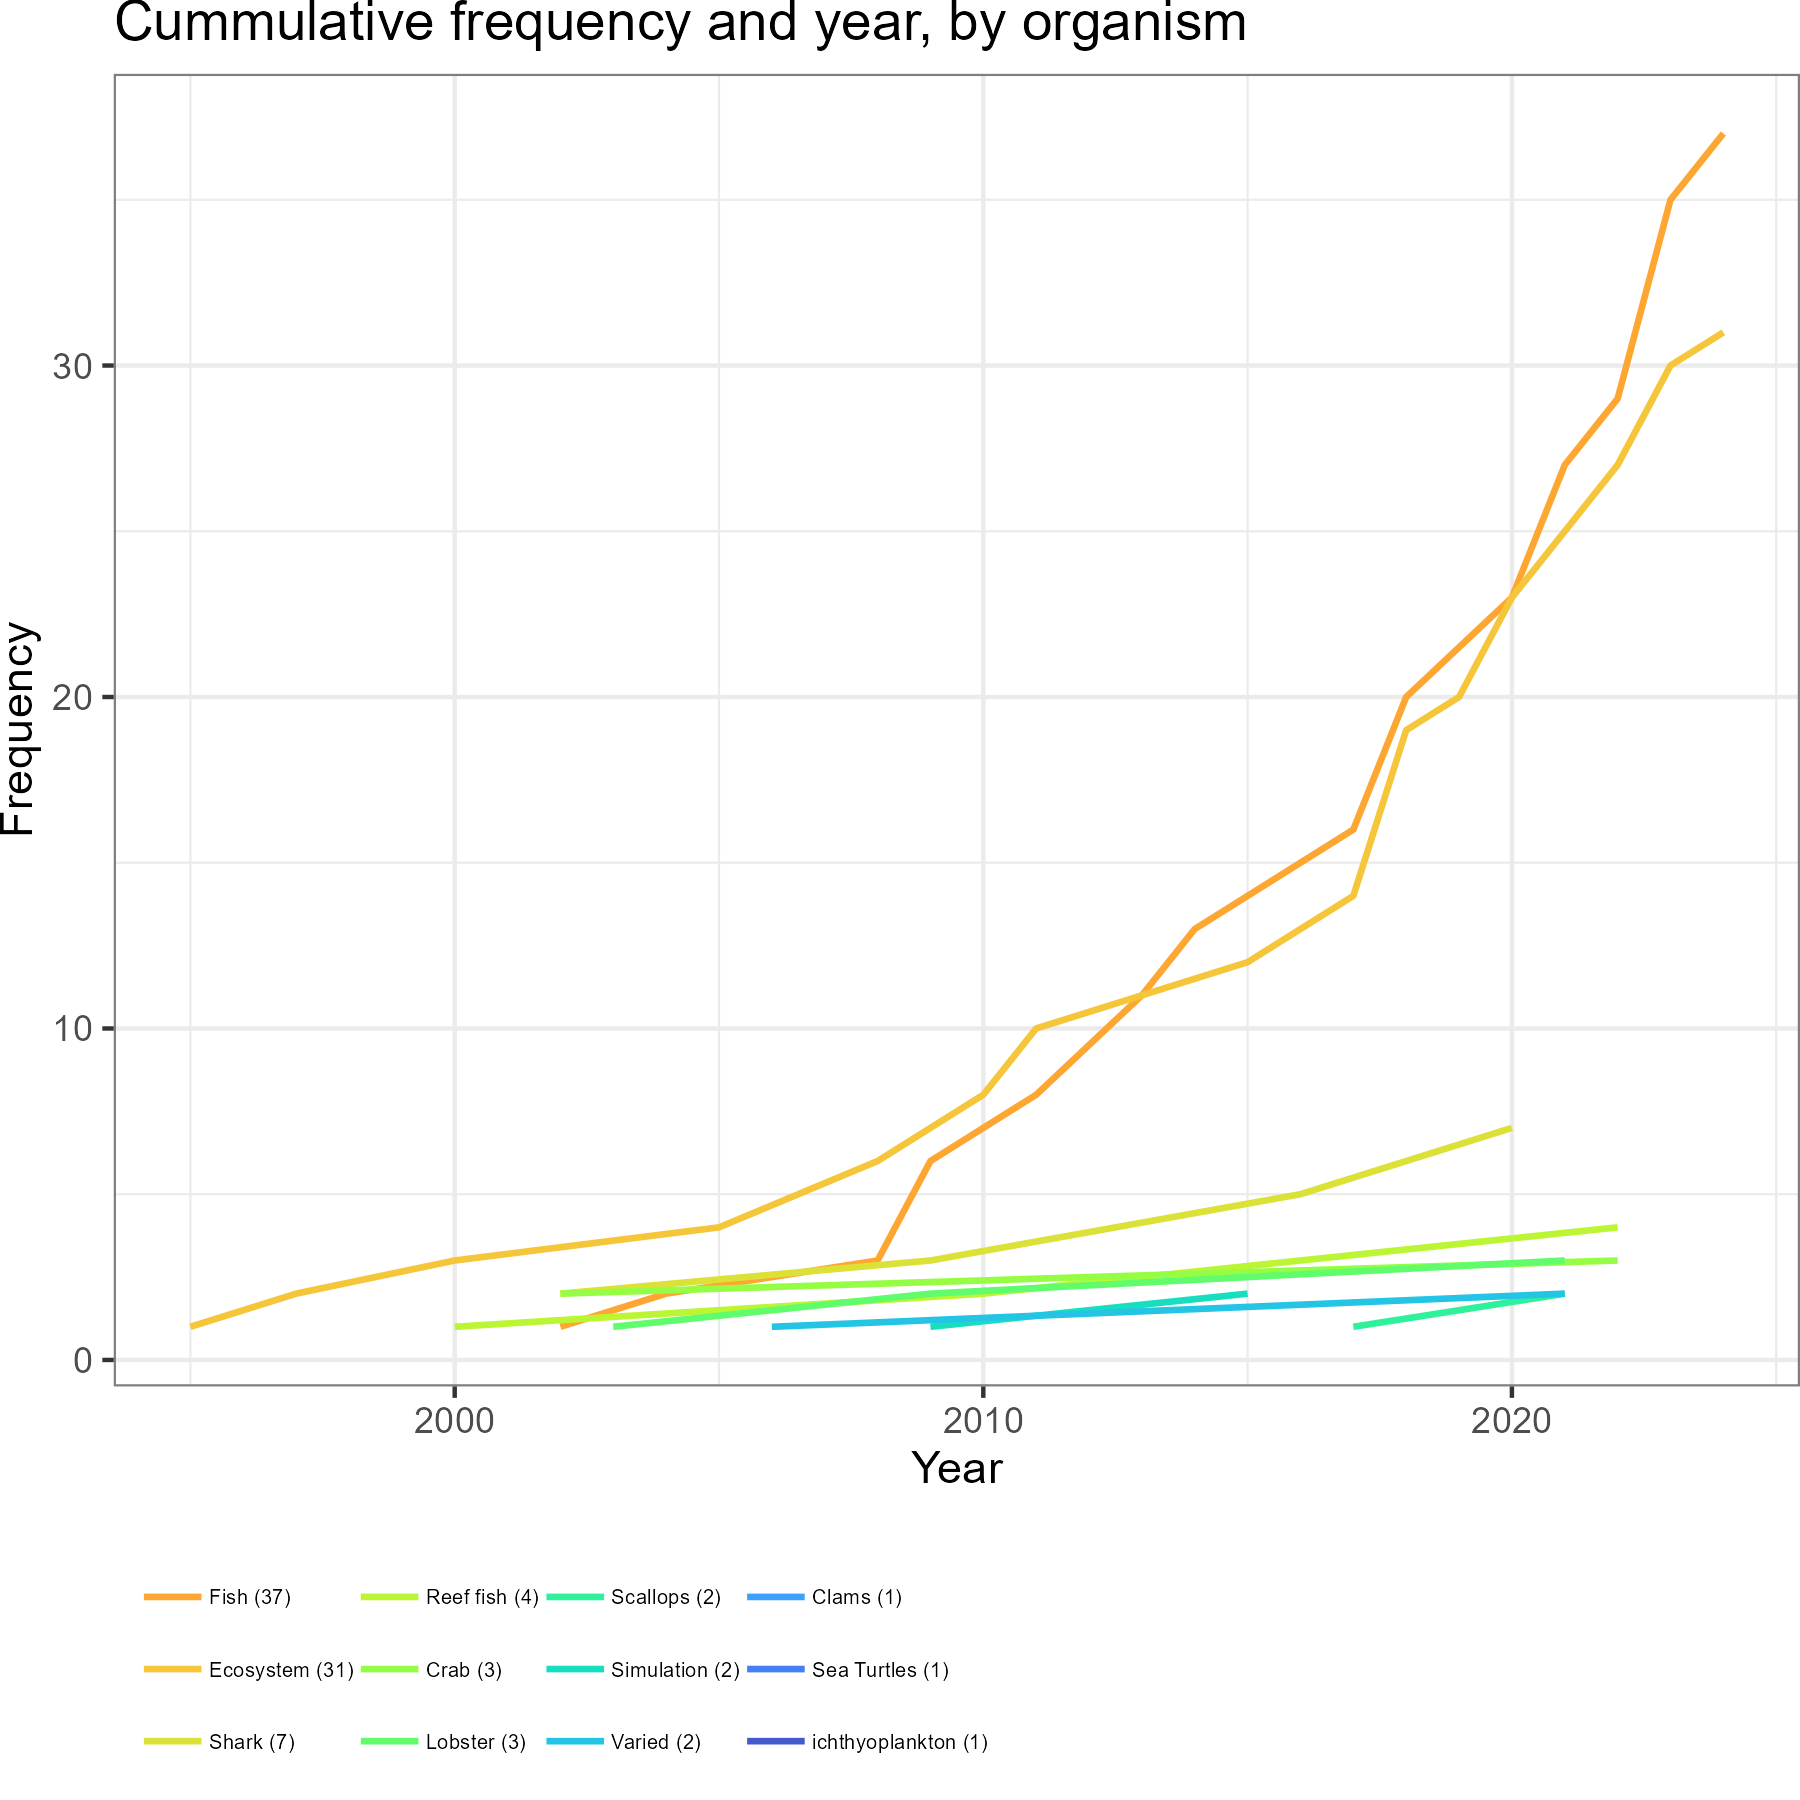 Cummulative frequency and year, by organism
Frequency
30
20
10
0
2000 2010 2020
Year
Fish (37) Reef fish (4) Scallops (2) Clams (1)
Ecosystem (31) Crab (3) Simulation (2) Sea Turtles (1)
Shark (7) Lobster (3) Varied (2) ichthyoplankton (1)